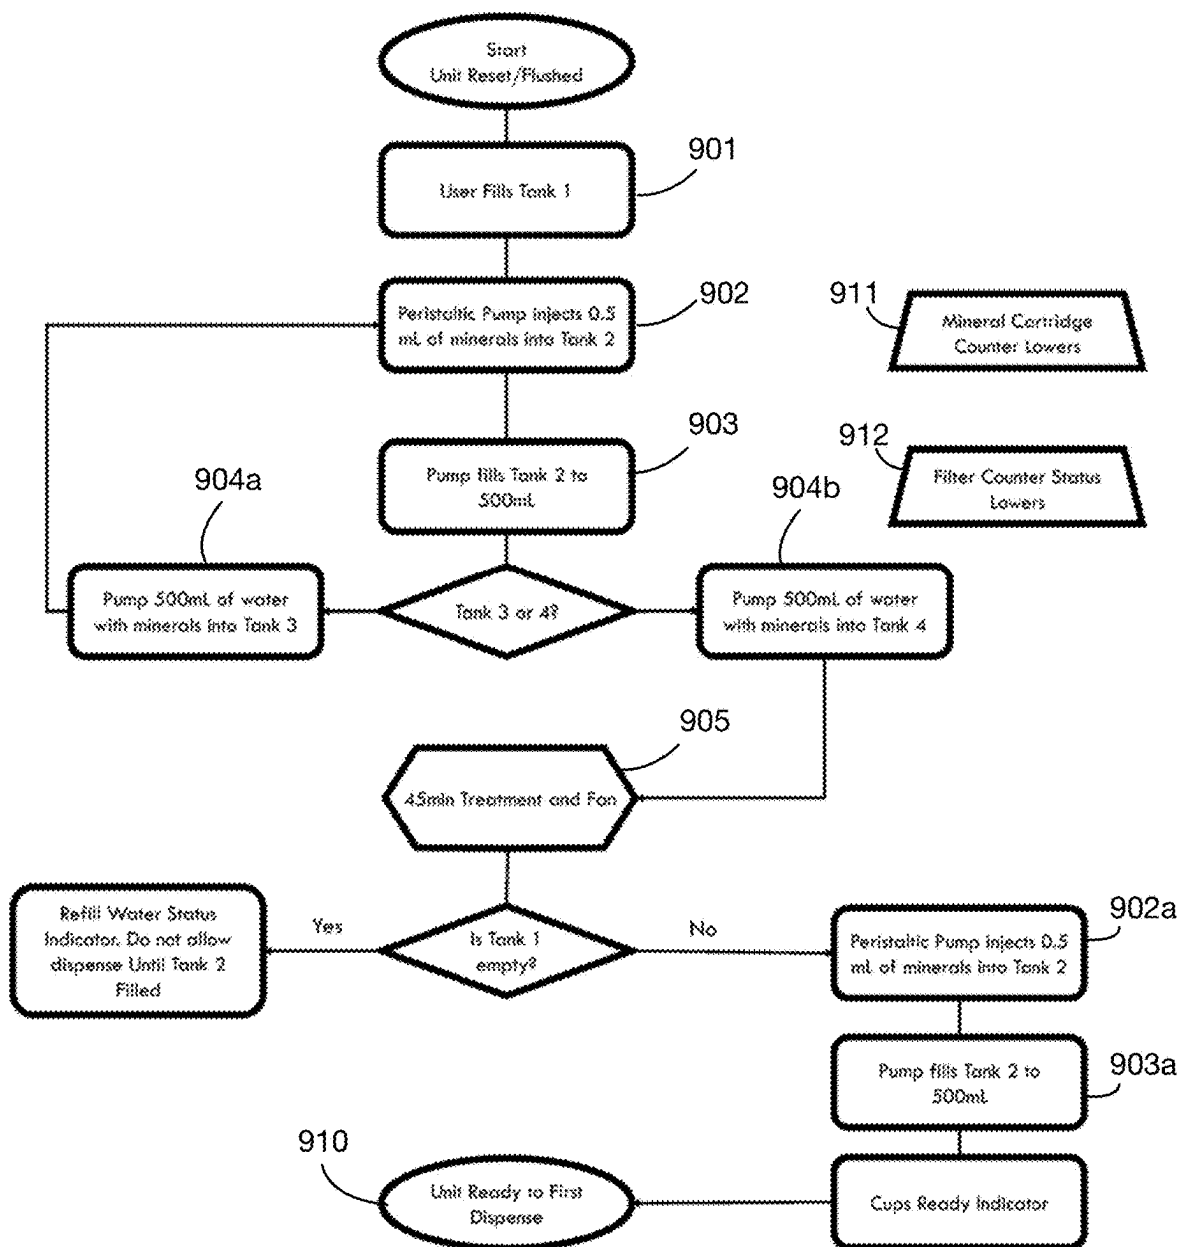 Start
Unit Reset/Flushed
901
User Fills Tank 1
902
Peristaltic Pump injects 0.5
mL of minerals into Tank 2
911
Mineral Cartridge
Counter Lowers
903
Pump fills Tank 2 to
500mL
912
Filter Counter Status
Lowers
904a
Pump 500mL of water
with minerals into Tank 3
Tank 3 or 4?
904b
Pump 500mL of water
with minerals into Tank 4
905
45min Treatment and Fan
Is Tank 1
empty?
Yes
Refill Water Status
Indicator. Do not allow
dispense Until Tank 2
Filled
No
902a
Peristaltic Pump injects 0.5
mL of minerals into Tank 2
903a
Pump fills Tank 2 to
500mL
Cups Ready Indicator
910
Unit Ready to First
Dispense